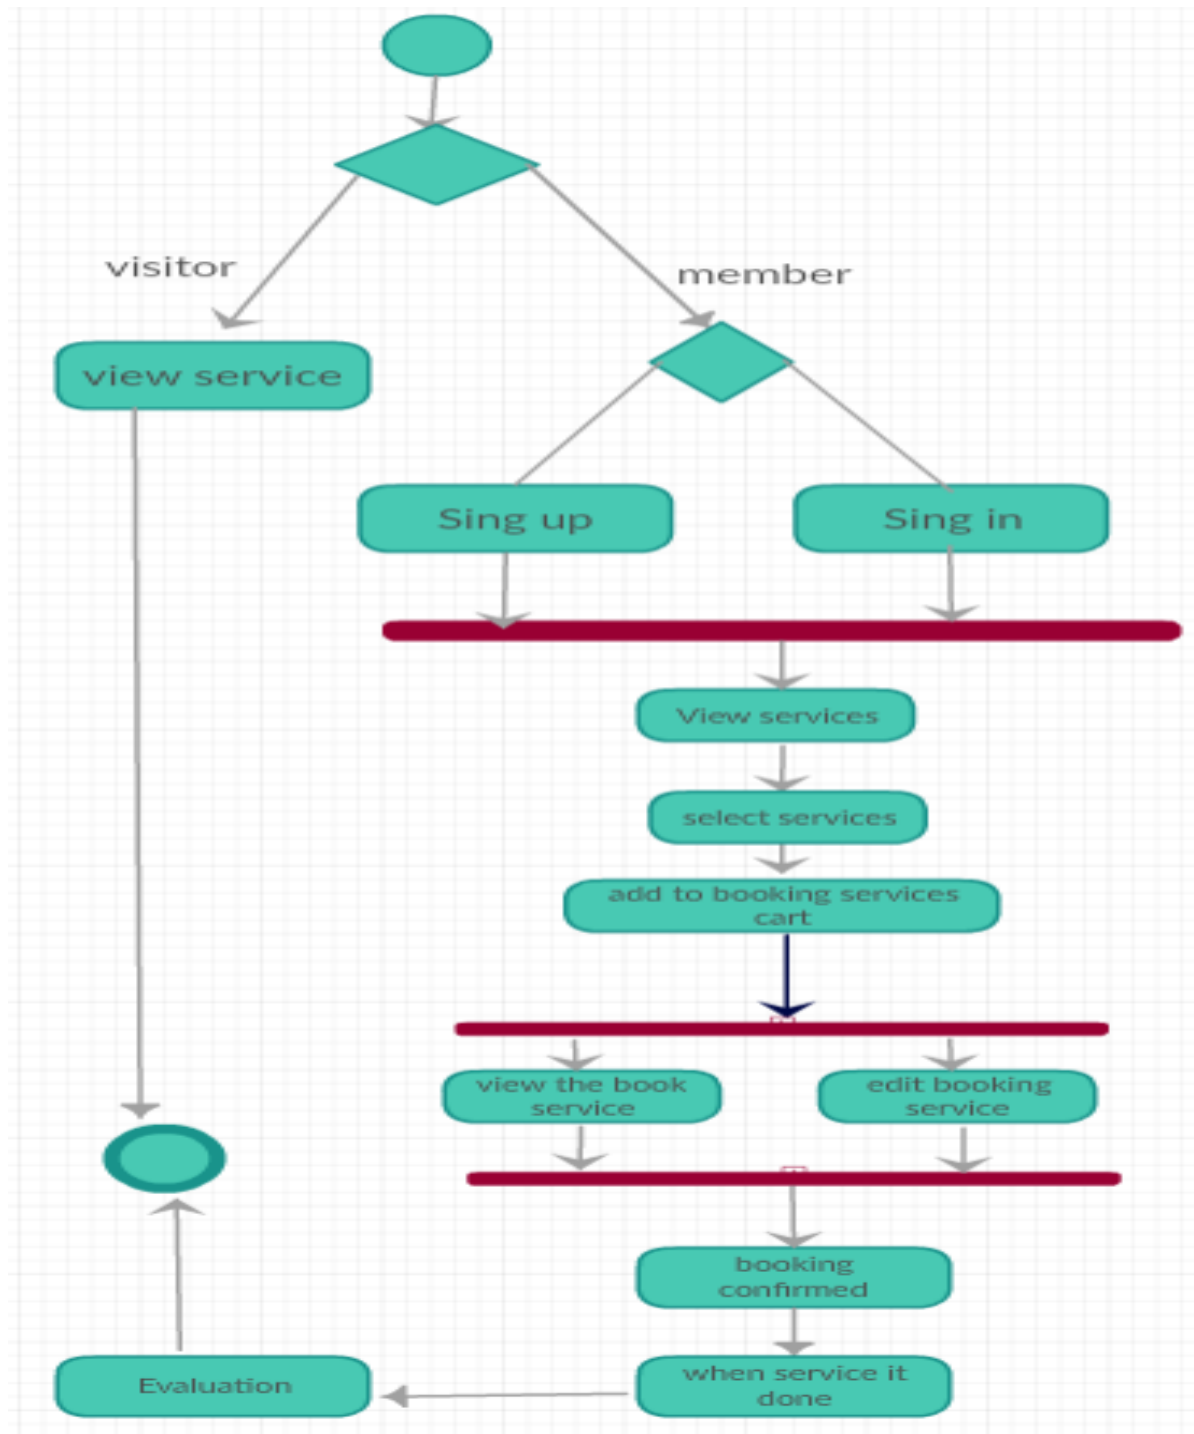 visitor
member
view service
Sing up
Sing in
View services
select services
add to booking services
cart
view the book
service
edit booking
service
booking
confirmed
when service it
done
Evaluation